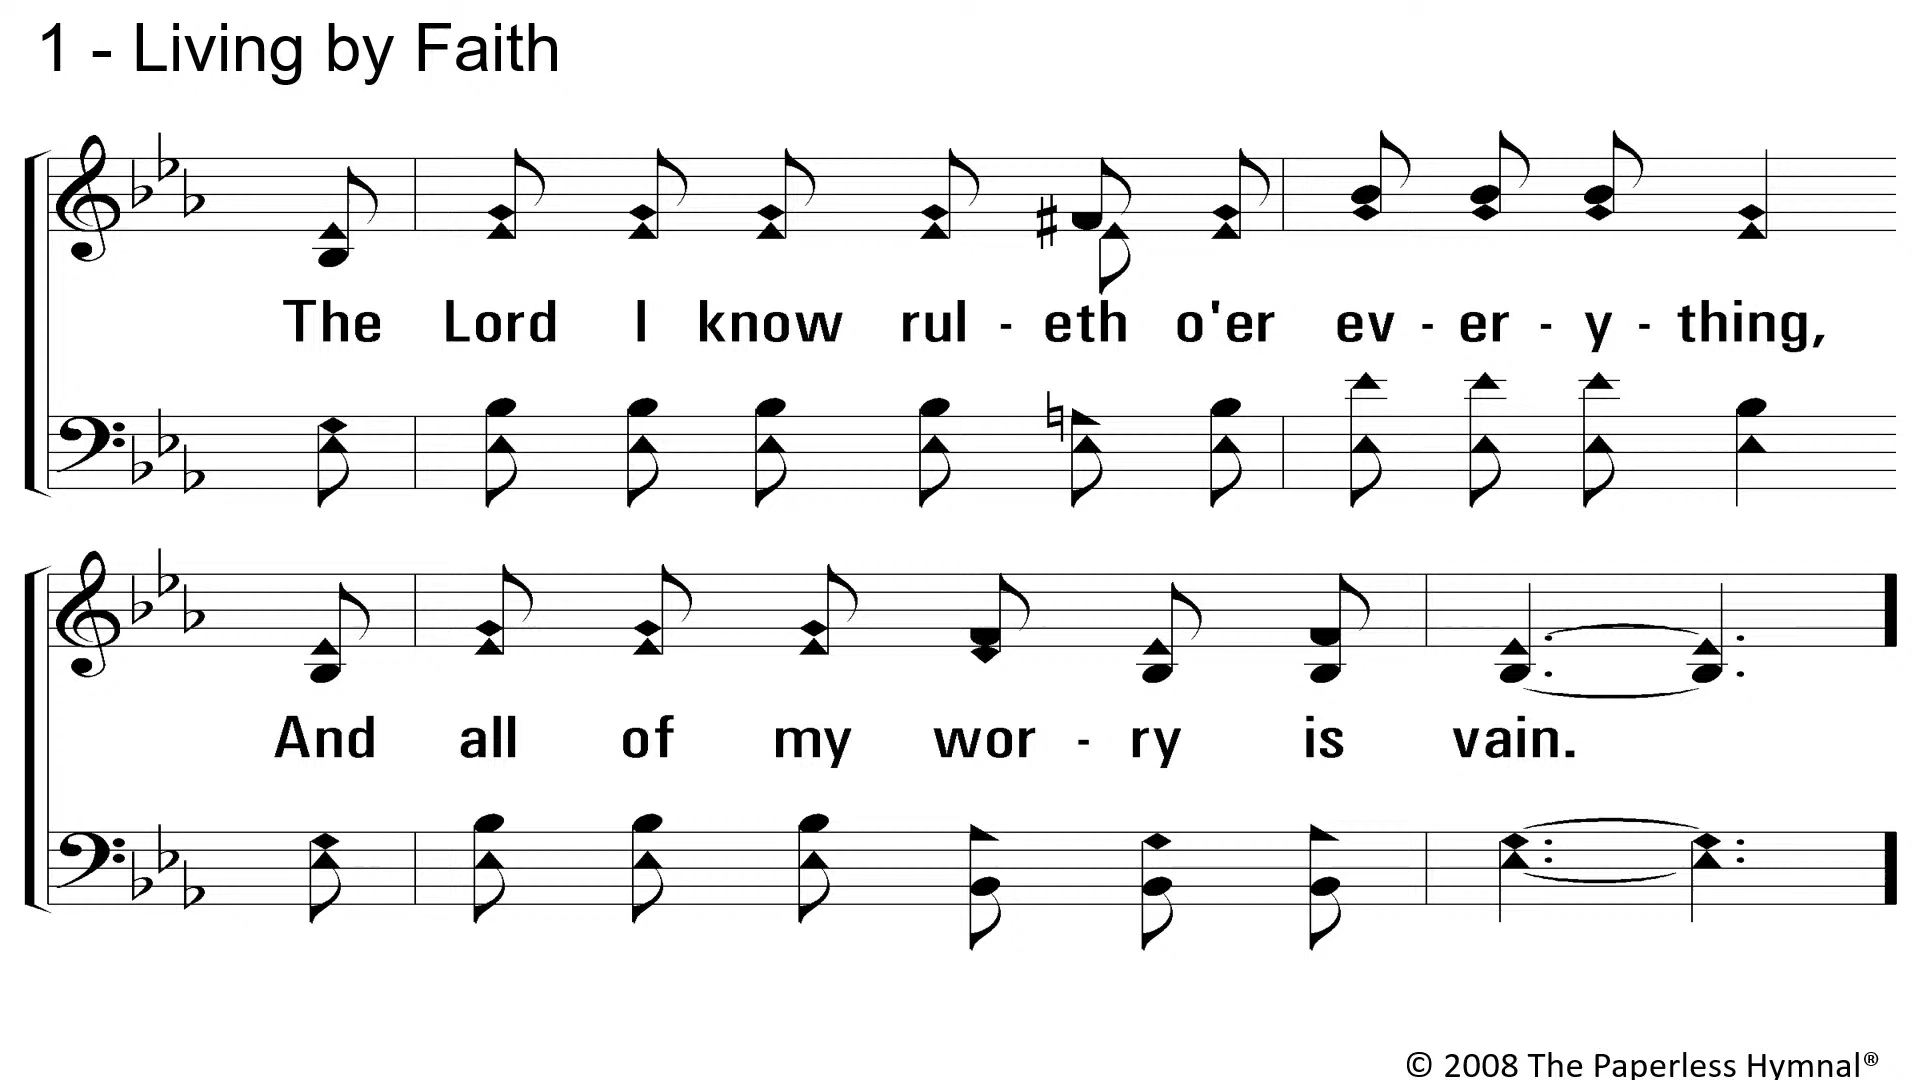 1 - Living by Faith
The Lord I know rul - eth o'er ev - er - y - thing,
And all of my wor - ry is vain.
© 2008 The Paperless Hymnal®